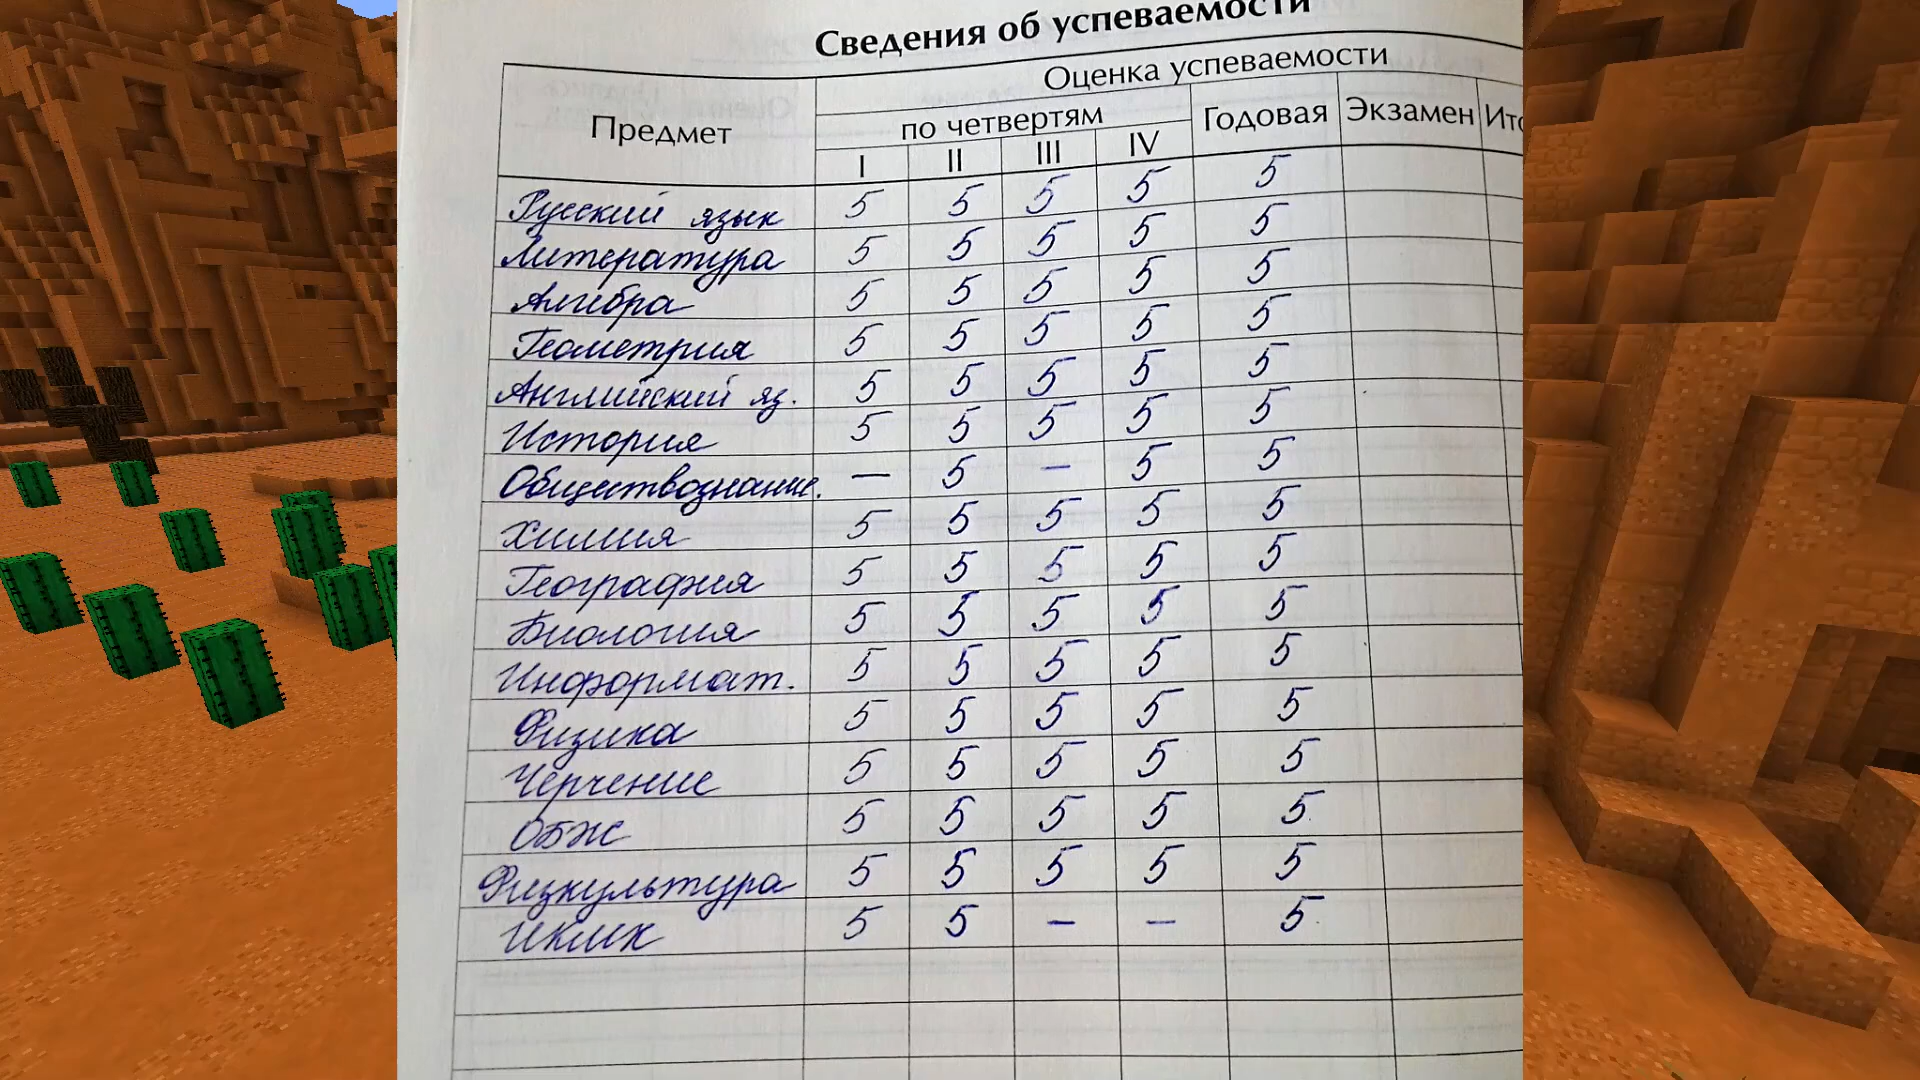 Сведения об успеваемости
Предмет Оценка успеваемости
по четвертям Годовая Экзамен Ито
I II III IV
Русский язык 5 5 5 5 5
Литература 5 5 5 5 5
Алгебра 5 5 5 5 5
Геометрия 5 5 5 5 5
Английский яз. 5 5 5 5 5
История 5 5 5 5 5
Обществознание. — 5 — 5 5
Химия 5 5 5 5 5
География 5 5 5 5 5
Биология 5 5 5 5 5
Информат. 5 5 5 5 5
Физика 5 5 5 5 5
Черчение 5 5 5 5 5
ОБЖ 5 5 5 5 5
Физкультура 5 5 5 5 5
ИКМК 5 5 — — 5